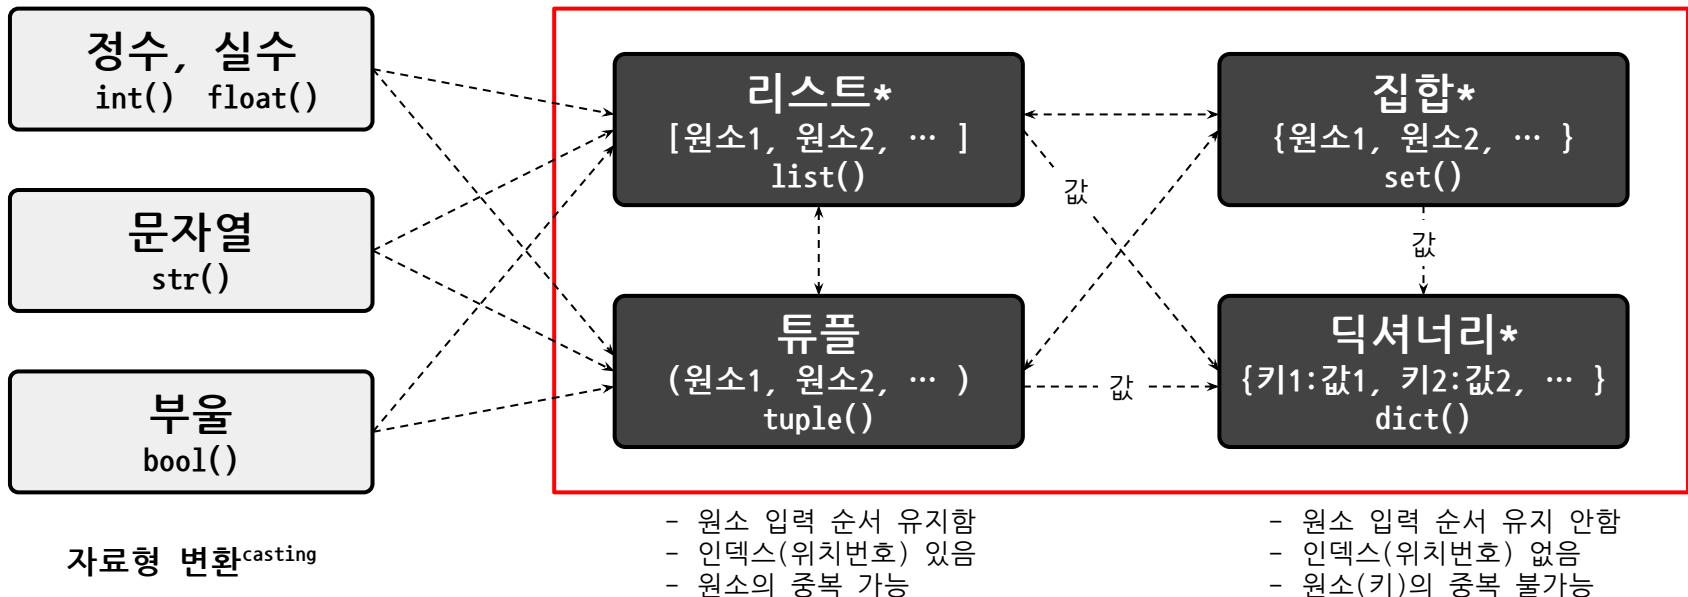 정수, 실수
int() float()
문자열
str()
부울
bool()
자료형 변환casting
리스트*
[원소1, 원소2, … ]
list()
집합*
{원소1, 원소2, … }
set()
값
값
튜플
(원소1, 원소2, … )
tuple()
값
딕셔너리*
{키1:값1, 키2:값2, … }
dict()
- 원소 입력 순서 유지함
- 인덱스(위치번호) 있음
- 원소의 중복 가능
- 원소 입력 순서 유지 안함
- 인덱스(위치번호) 없음
- 원소(키)의 중복 불가능